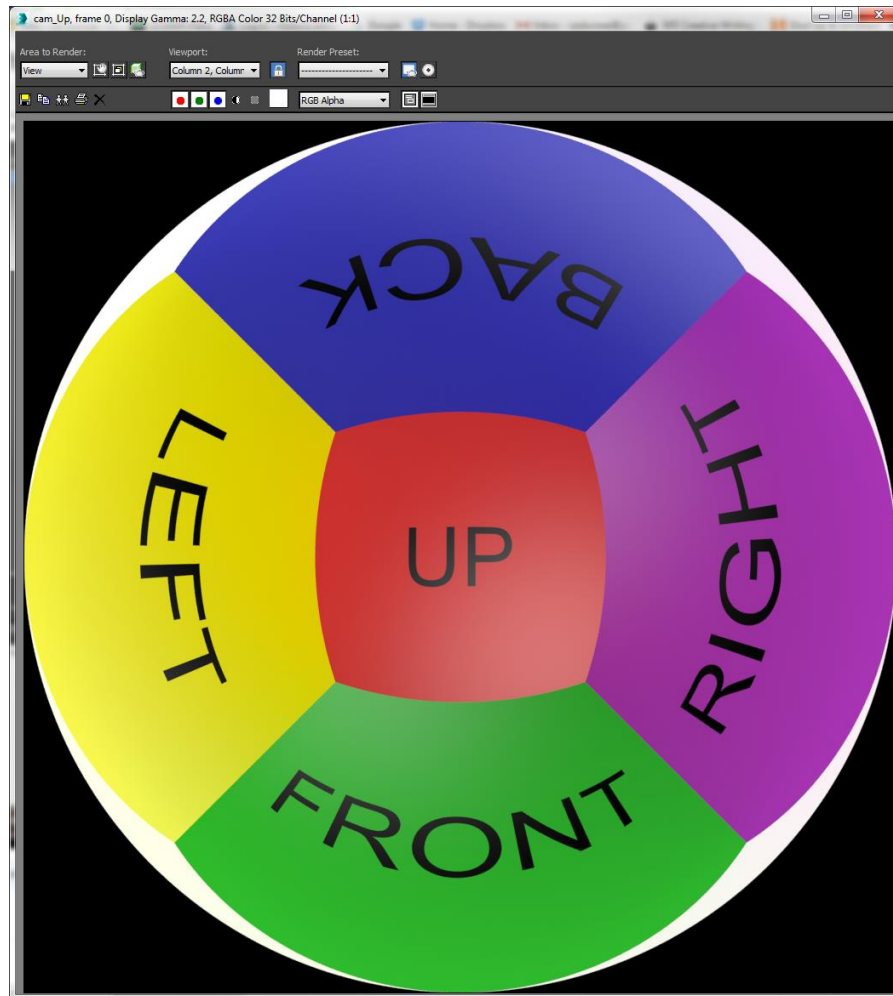 cam_Up, frame 0, Display Gamma: 2.2, RGBA Color 32 Bits/Channel (1:1)
Area to Render:
Viewport:
Render Preset:
View
Column 2, Column
--------------------
RGB Alpha
BACK
LEFT
RIGHT
UP
FRONT